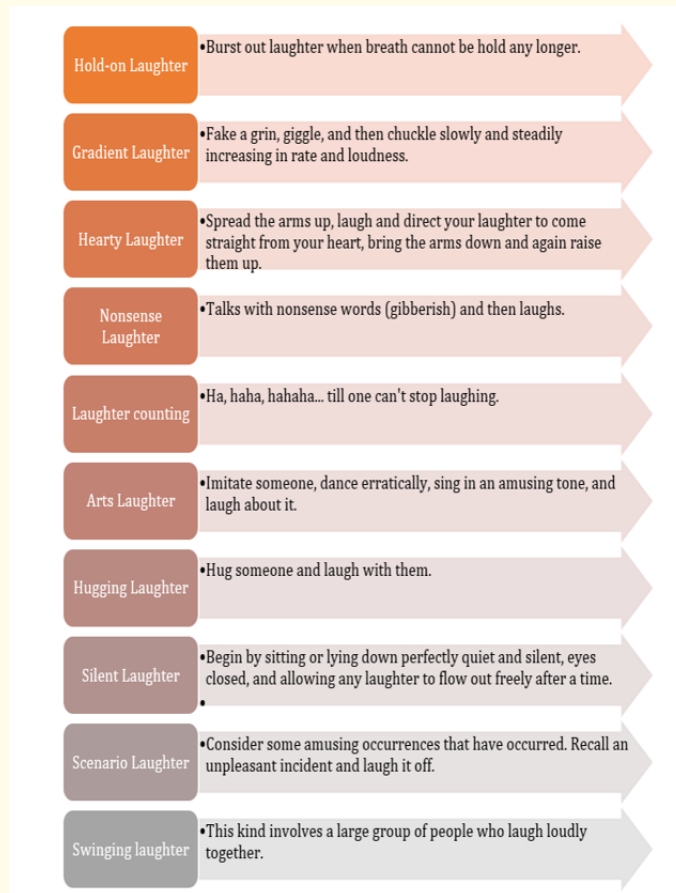 Hold-on Laughter
•Burst out laughter when breath cannot be hold any longer.
Gradient Laughter
•Fake a grin, giggle, and then chuckle slowly and steadily
increasing in rate and loudness.
Hearty Laughter
•Spread the arms up, laugh and direct your laughter to come
straight from your heart, bring the arms down and again raise
them up.
Nonsense
Laughter
•Talks with nonsense words (gibberish) and then laughs.
Laughter counting
•Ha, haha, hahaha... till one can't stop laughing.
Arts Laughter
•Imitate someone, dance erratically, sing in an amusing tone, and
laugh about it.
Hugging Laughter
•Hug someone and laugh with them.
Silent Laughter
•Begin by sitting or lying down perfectly quiet and silent, eyes
closed, and allowing any laughter to flow out freely after a time.
•
Scenario Laughter
•Consider some amusing occurrences that have occurred. Recall an
unpleasant incident and laugh it off.
Swinging laughter
•This kind involves a large group of people who laugh loudly
together.